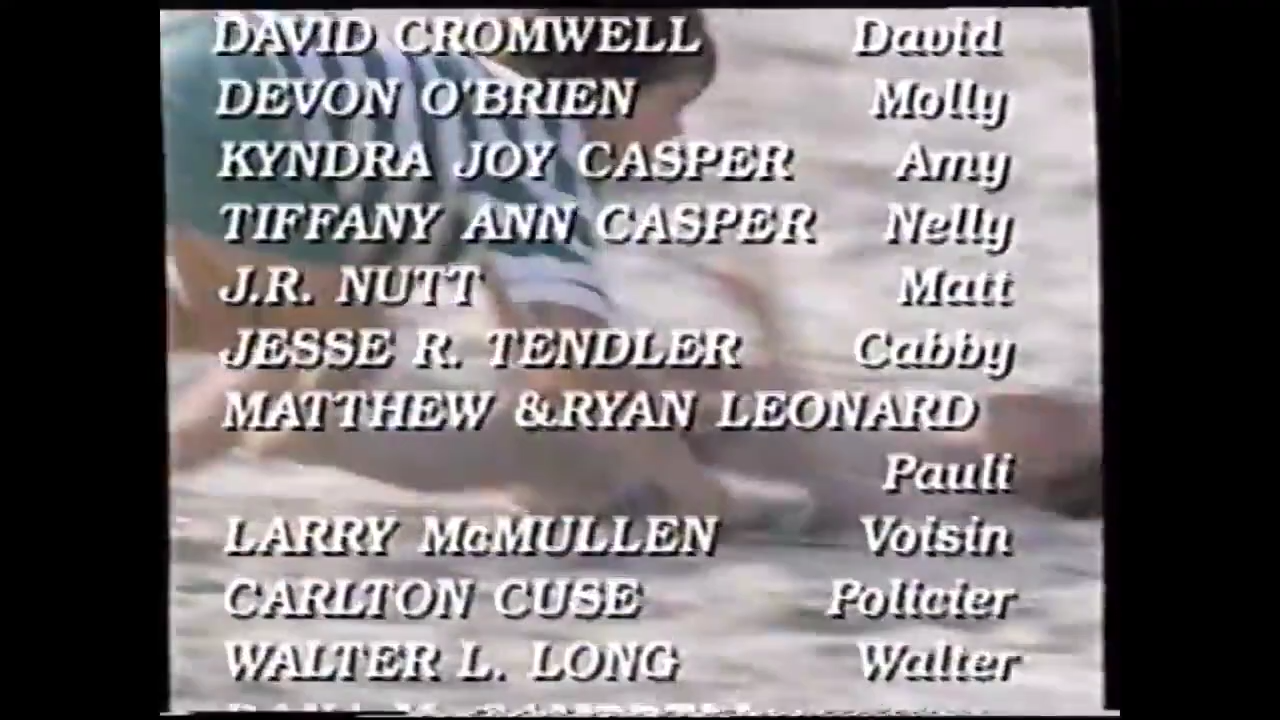 DAVID CROMWELL David
DEVON O'BRIEN Molly
KYNDRA JOY CASPER Amy
TIFFANY ANN CASPER Nelly
J.R. NUTT Matt
JESSE R. TENDLER Cabby
MATTHEW &RYAN LEONARD
Pauli
LARRY McMULLEN Voisin
CARLTON CUSE Policier
WALTER L. LONG Walter